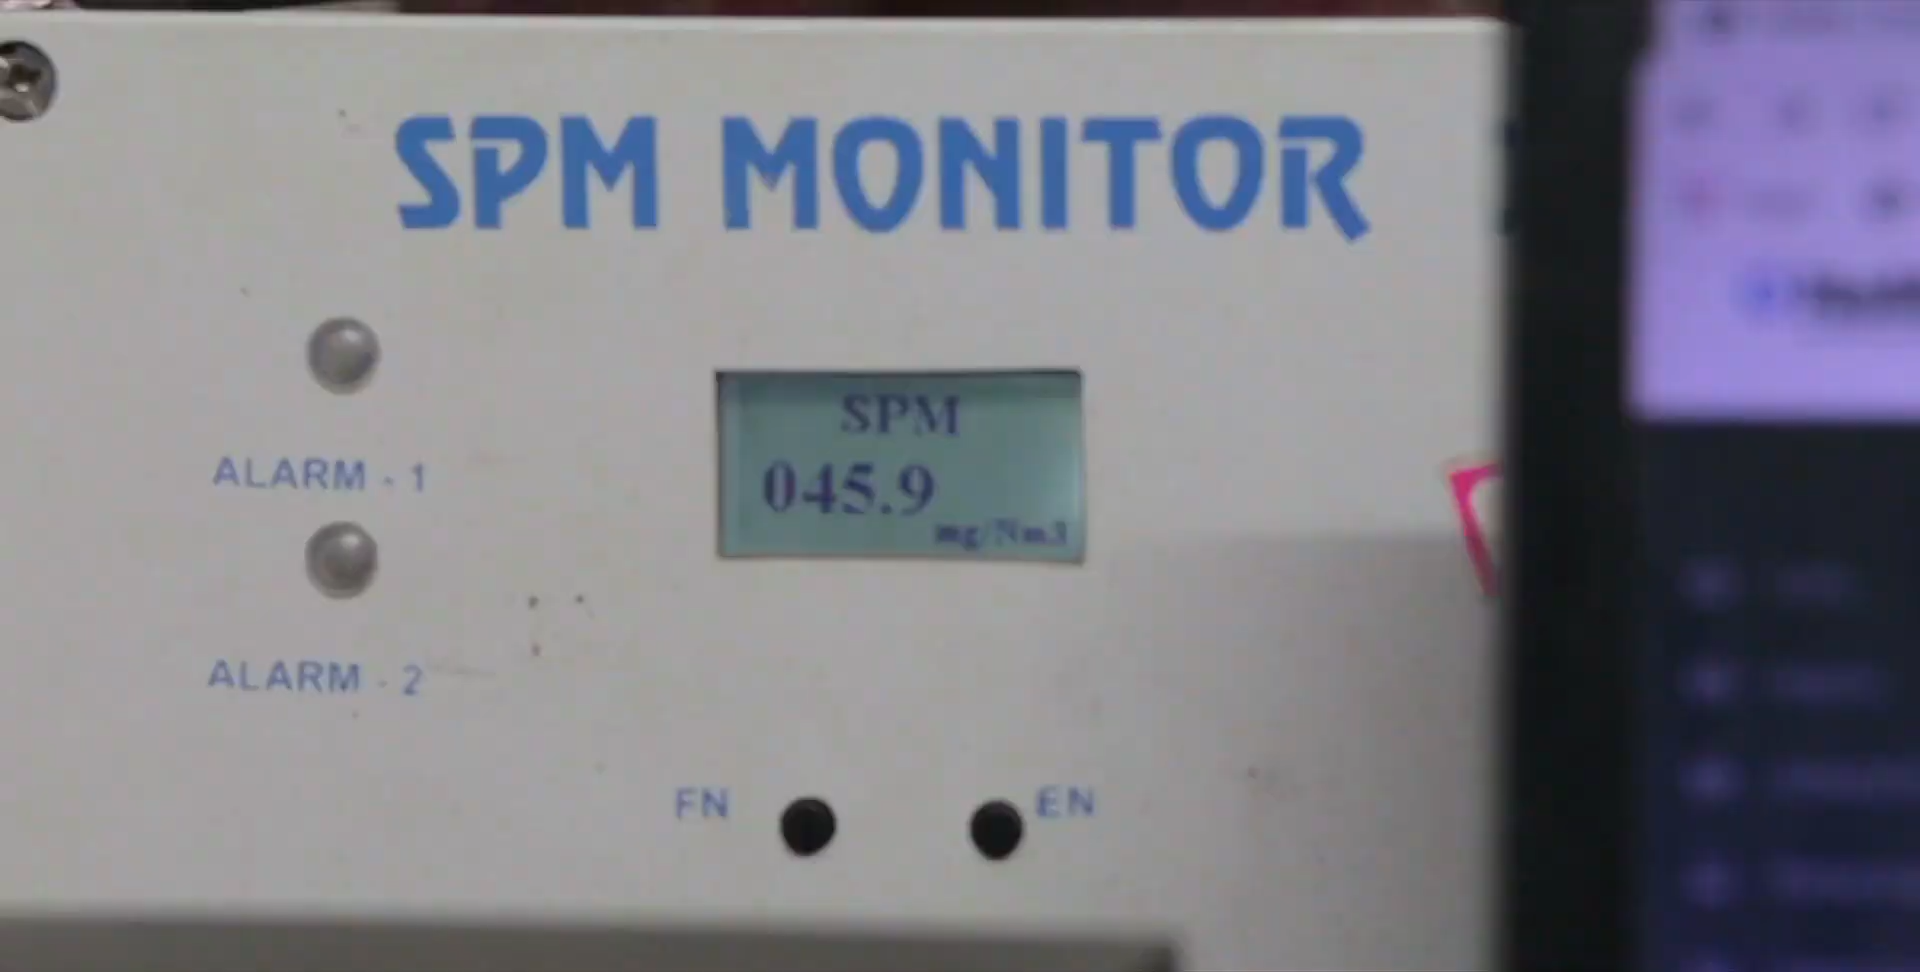 SPM MONITOR
ALARM - 1
SPM
045.9
mg/Nm3
ALARM - 2
FN
EN